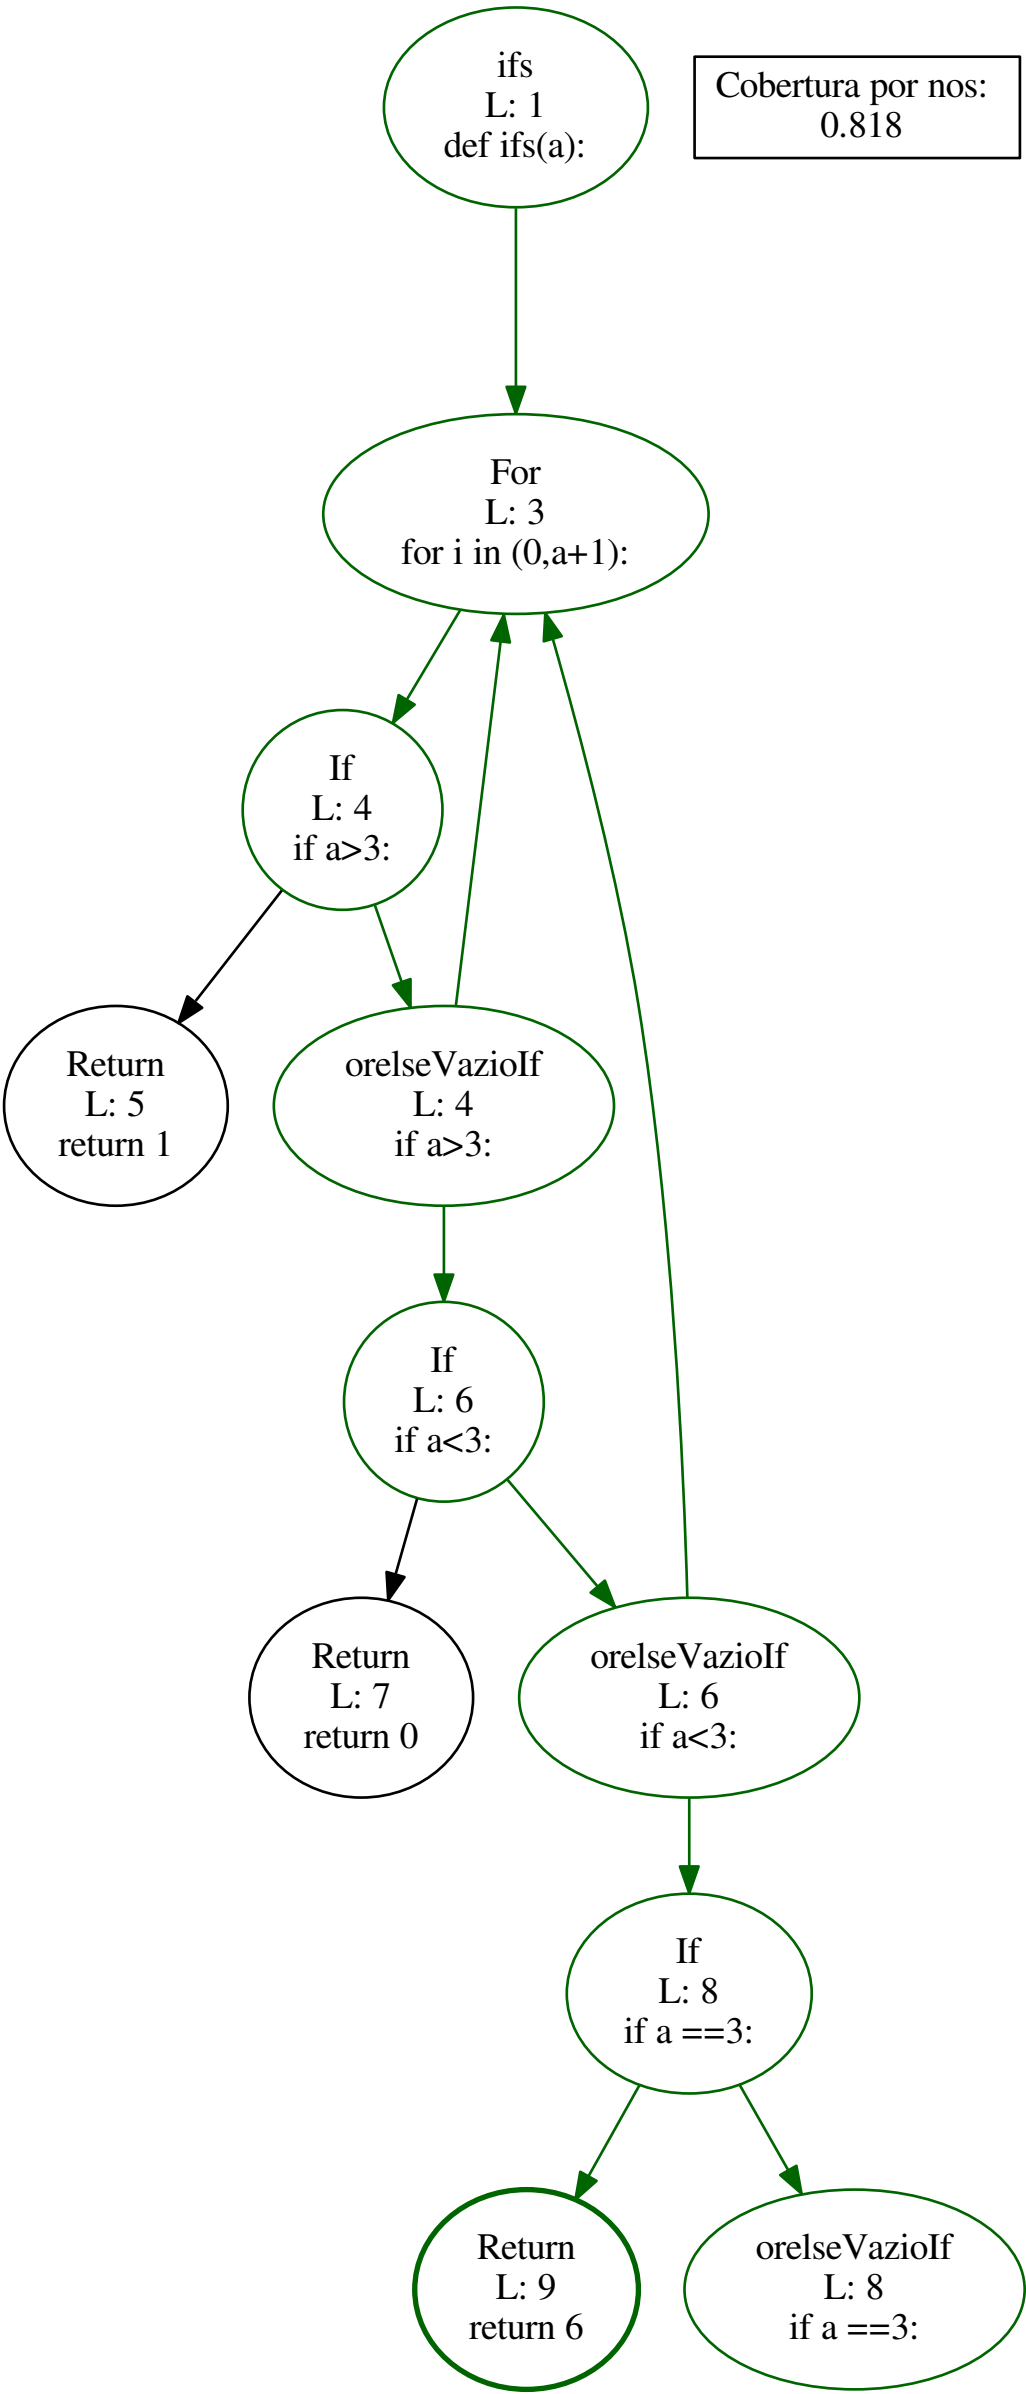 ifs
L: 1
def ifs(a):
Cobertura por nos:
0.818
For
L: 3
for i in (0,a+1):
If
L: 4
if a>3:
Return
L: 5
return 1
orelseVazioIf
L: 4
if a>3:
If
L: 6
if a<3:
Return
L: 7
return 0
orelseVazioIf
L: 6
if a<3:
If
L: 8
if a ==3:
Return
L: 9
return 6
orelseVazioIf
L: 8
if a ==3: